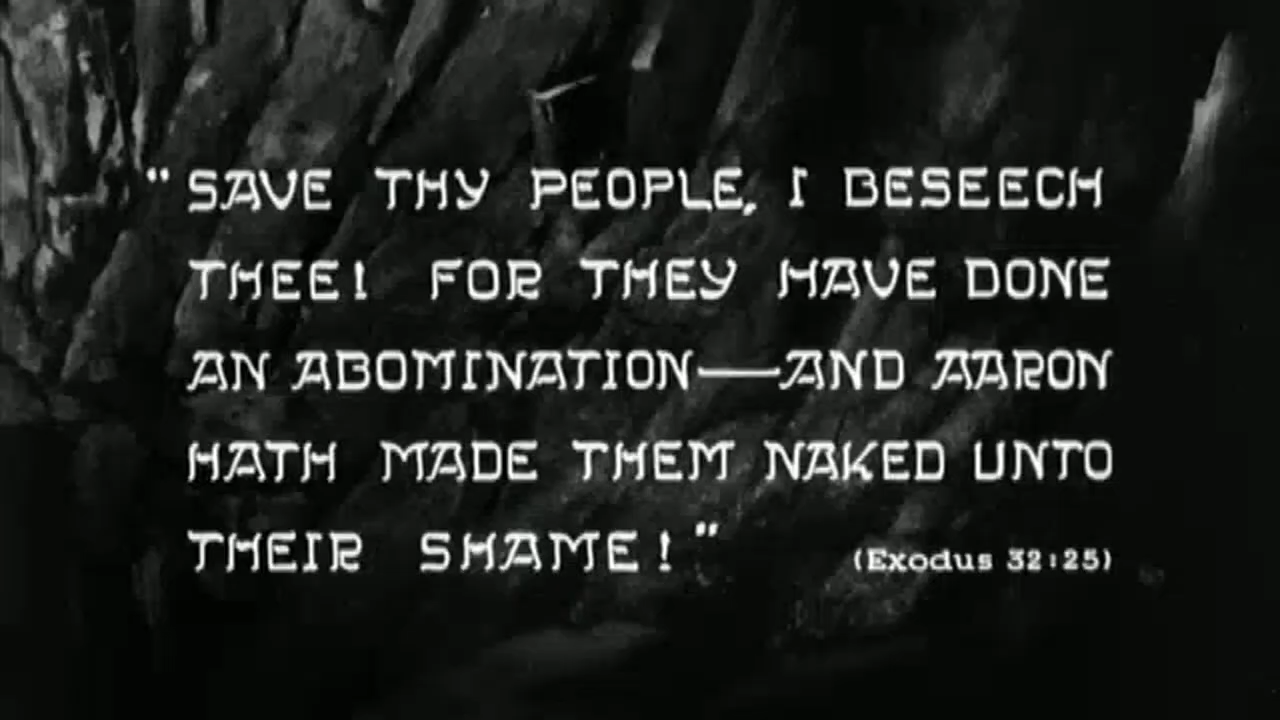 "SAVE THY PEOPLE, I BESEECH
THEE! FOR THEY HAVE DONE
AN ABOMINATION—AND AARON
HATH MADE THEM NAKED UNTO
THEIR SHAME!" (Exodus 32:25)